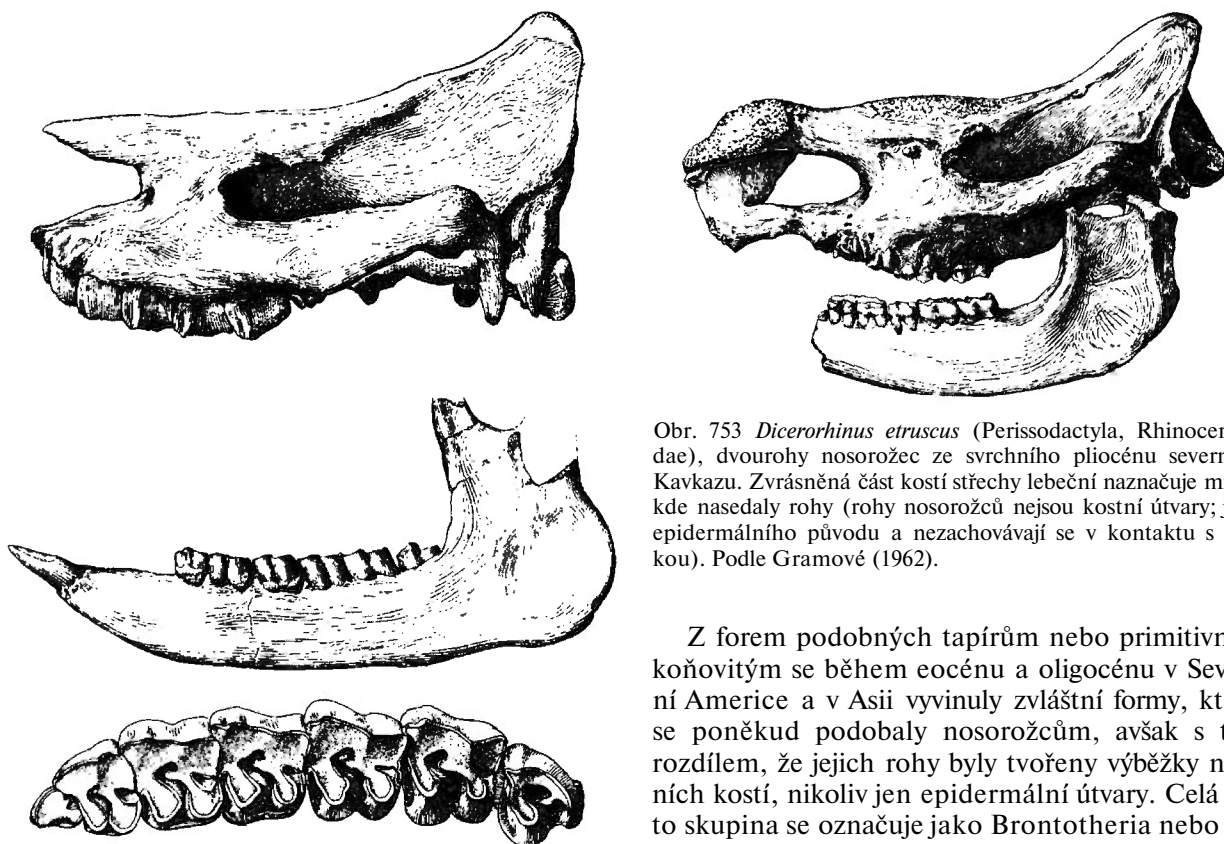 Obr. 753 Dicerorhinus etruscus (Perissodactyla, Rhinocer
dae), dvourohy nosorožec ze svrchního pliocénu severn
Kavkazu. Zvrásněná část kostí střechy lebeční naznačuje m
kde nasedaly rohy (rohy nosorožců nejsou kostní útvary; j
epidermálního původu a nezachovávají se v kontaktu s
kou). Podle Gramové (1962).
Z forem podobných tapírům nebo primitivn
koňovitým se během eocénu a oligocénu v Sev
ní Americe a v Asii vyvinuly zvláštní formy, kt
se poněkud podobaly nosorožcům, avšak s t
rozdílem, že jejich rohy byly tvořeny výběžky n
ních kostí, nikoliv jen epidermální útvary. Celá
to skupina se označuje jako Brontotheria nebo